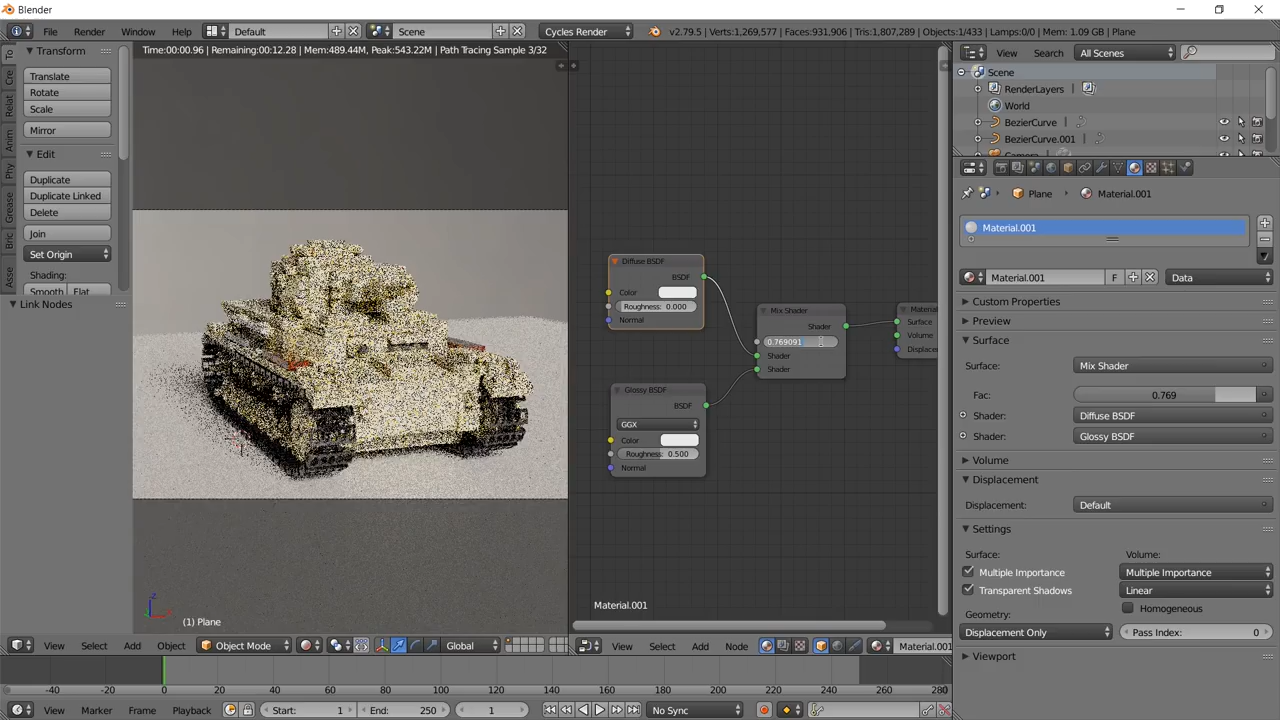 Blender
File Render Window Help Default Scene Cycles Render v2.79.5 | Verts:1,269,577 | Faces:931,906 | Tris:1,807,289 | Objects:1/433 | Lamps:0/0 | Mem: 1.09 GB | Plane
Transform
Translate
Rotate
Scale
Mirror
Edit
Duplicate
Duplicate Linked
Delete
Join
Set Origin
Shading:
Smooth Flat
Link Nodes
To
Cre
Relat
Anim
Phy
Grease
Bric
Asse
Time:00:00.96 | Remaining:00:12.28 | Mem:489.44M, Peak:543.22M | Path Tracing Sample 3/32
(1) Plane
Diffuse BSDF
BSDF
Color
Roughness: 0.000
Normal
Glossy BSDF
BSDF
GGX
Color
Roughness: 0.500
Normal
Mix Shader
Shader
0.769091
Shader
Shader
Surface
Volume
Material.001
View Search All Scenes
Scene
RenderLayers
World
BezierCurve
BezierCurve.001
Plane Material.001
Material.001
Material.001 F Data
Custom Properties
Preview
Surface
Surface: Mix Shader
Fac: 0.769
Shader: Diffuse BSDF
Shader: Glossy BSDF
Volume
Displacement
Displacement: Default
Settings
Surface: Volume:
Multiple Importance Multiple Importance
Transparent Shadows Linear
Geometry: Homogeneous
Displacement Only Pass Index: 0
Viewport
View Select Add Object Object Mode Global
View Select Add Node Material.001
-40 -20 0 20 40 60 80 100 120 140 160 180 200 220 240 260 280
View Marker Frame Playback Start: 1 End: 250 1 No Sync